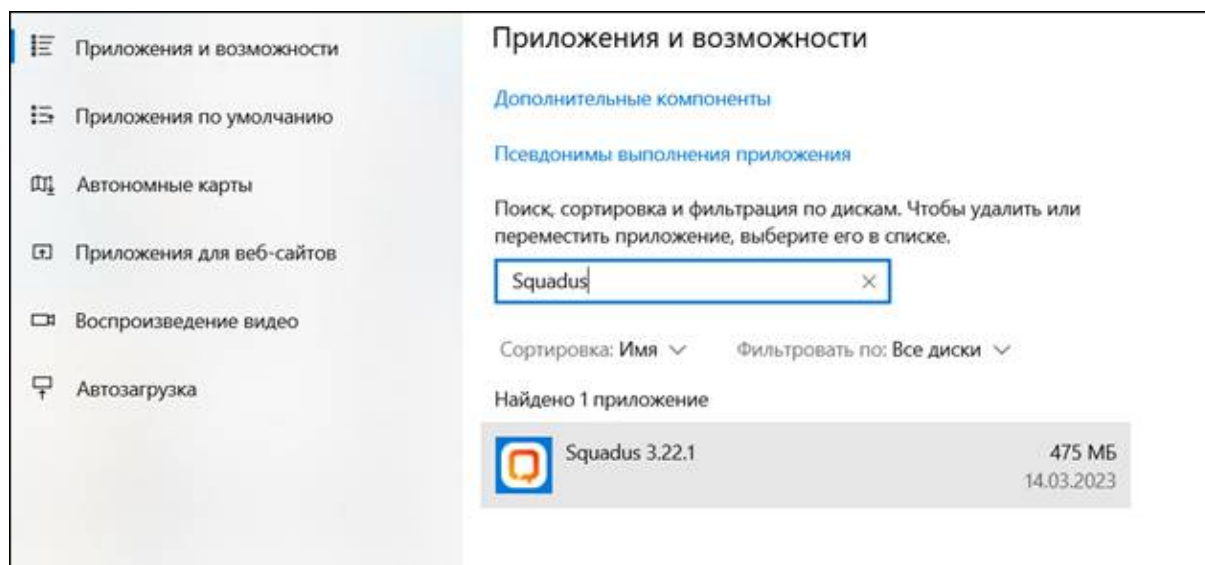 Приложения и возможности
Приложения по умолчанию
Автономные карты
Приложения для веб-сайтов
Воспроизведение видео
Автозагрузка
Приложения и возможности
Дополнительные компоненты
Псевдонимы выполнения приложения
Поиск, сортировка и фильтрация по дискам. Чтобы удалить или
переместить приложение, выберите его в списке.
Squadus
Сортировка: Имя Фильтровать по: Все диски
Найдено 1 приложение
Squadus 3.22.1 475 МБ
14.03.2023